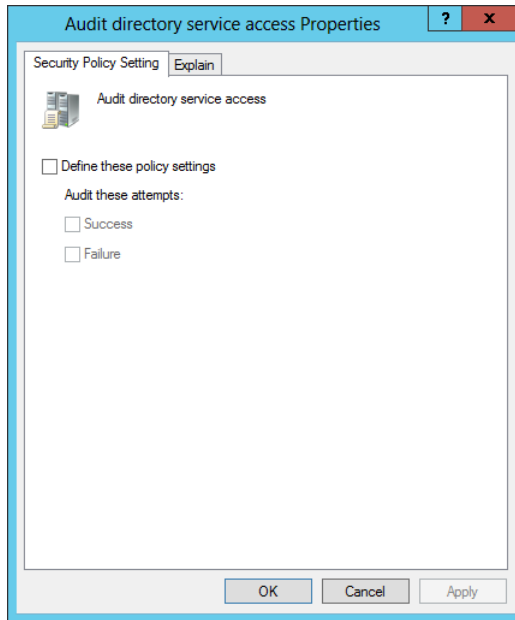 Audit directory service access Properties
?
x
Security Policy Setting
Explain
Audit directory service access
Define these policy settings
Audit these attempts:
Success
Failure
OK
Cancel
Apply